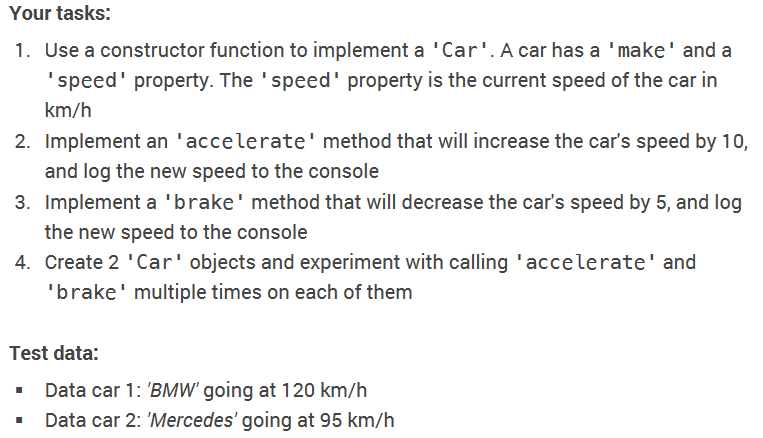 Your tasks:
1. Use a constructor function to implement a 'Car'. A car has a 'make' and a
'speed' property. The 'speed' property is the current speed of the car in
km/h
2. Implement an 'accelerate' method that will increase the car's speed by 10,
and log the new speed to the console
3. Implement a 'brake' method that will decrease the car's speed by 5, and log
the new speed to the console
4. Create 2 'Car' objects and experiment with calling 'accelerate' and
'brake' multiple times on each of them
Test data:
▪ Data car 1: 'BMW' going at 120 km/h
▪ Data car 2: 'Mercedes' going at 95 km/h